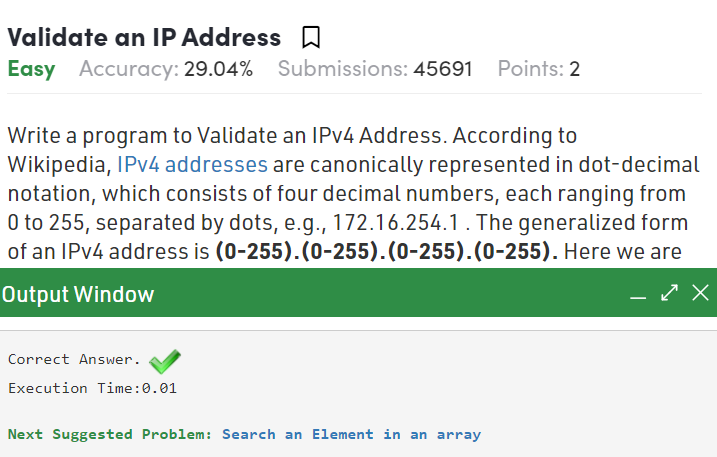 Validate an IP Address
Easy Accuracy: 29.04% Submissions: 45691 Points: 2
Write a program to Validate an IPv4 Address. According to
Wikipedia, IPv4 addresses are canonically represented in dot-decimal
notation, which consists of four decimal numbers, each ranging from
0 to 255, separated by dots, e.g., 172.16.254.1 . The generalized form
of an IPv4 address is (0-255).(0-255).(0-255).(0-255). Here we are
Output Window
Correct Answer.
Execution Time:0.01
Next Suggested Problem: Search an Element in an array